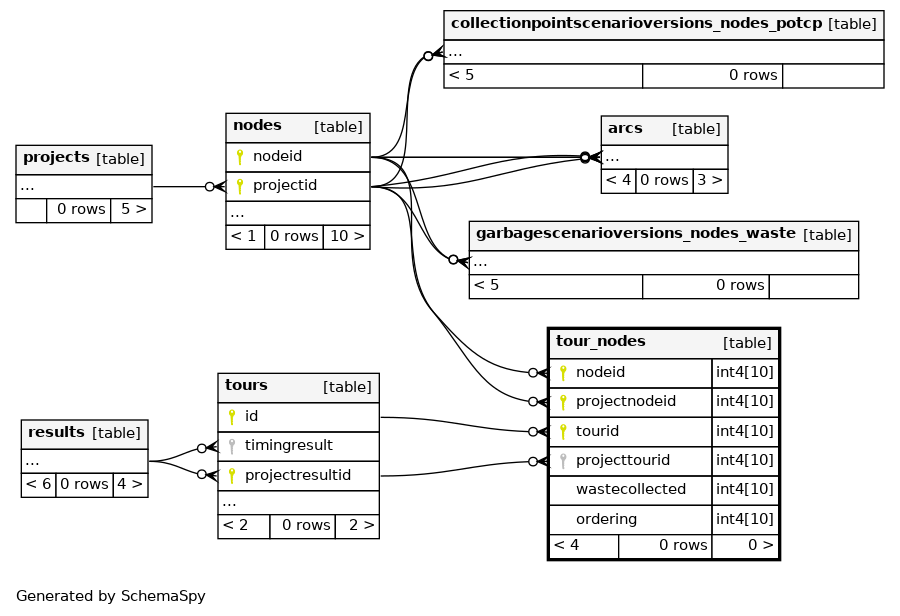 collectionpointscenarioversions_nodes_potcp [table]
...
< 5 0 rows
nodes [table]
nodeid
projectid
...
< 1 0 rows 10 >
arcs [table]
...
< 4 0 rows 3 >
projects [table]
...
0 rows 5 >
garbagescenarioversions_nodes_waste [table]
...
< 5 0 rows
tour_nodes [table]
nodeid int4[10]
projectnodeid int4[10]
tourid int4[10]
projecttourid int4[10]
wastecollected int4[10]
ordering int4[10]
< 4 0 rows 0 >
tours [table]
id
timingresult
projectresultid
...
< 2 0 rows 2 >
results [table]
...
< 6 0 rows 4 >
Generated by SchemaSpy